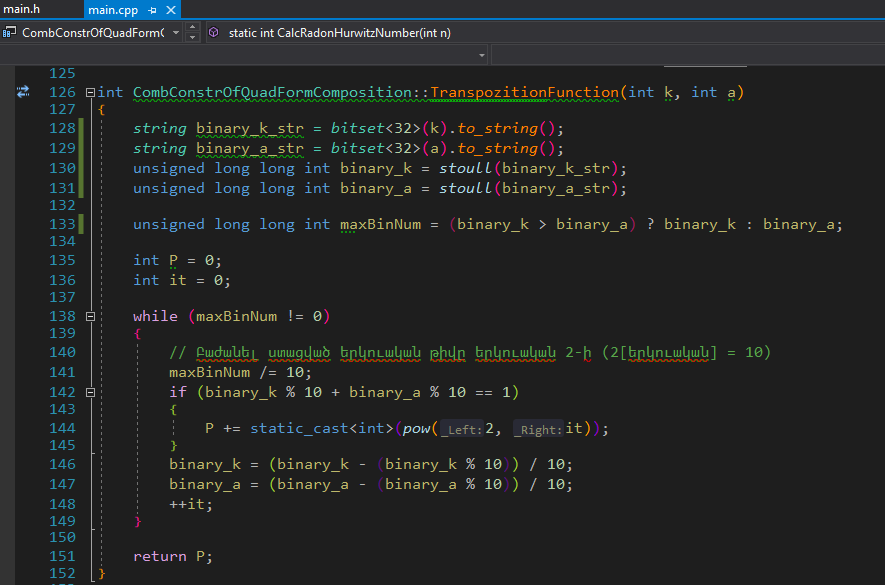 main.h main.cpp
CombConstrOfQuadForm( static int CalcRadonHurwitzNumber(int n)
125
126 int CombConstrOfQuadFormComposition::TranspozitionFunction(int k, int a)
127 {
128 string binary_k_str = bitset<32>(k).to_string();
129 string binary_a_str = bitset<32>(a).to_string();
130 unsigned long long int binary_k = stoull(binary_k_str);
131 unsigned long long int binary_a = stoull(binary_a_str);
132
133 unsigned long long int maxBinNum = (binary_k > binary_a) ? binary_k : binary_a;
134
135 int P = 0;
136 int it = 0;
137
138 while (maxBinNum != 0)
139 {
140 // Բաժանել ստացված երկուական թիվը երկուական 2-ի (2[երկուական] = 10)
141 maxBinNum /= 10;
142 if (binary_k % 10 + binary_a % 10 == 1)
143 {
144 P += static_cast<int>(pow(_Left:2, _Right:it));
145 }
146 binary_k = (binary_k - (binary_k % 10)) / 10;
147 binary_a = (binary_a - (binary_a % 10)) / 10;
148 ++it;
149 }
150
151 return P;
152 }